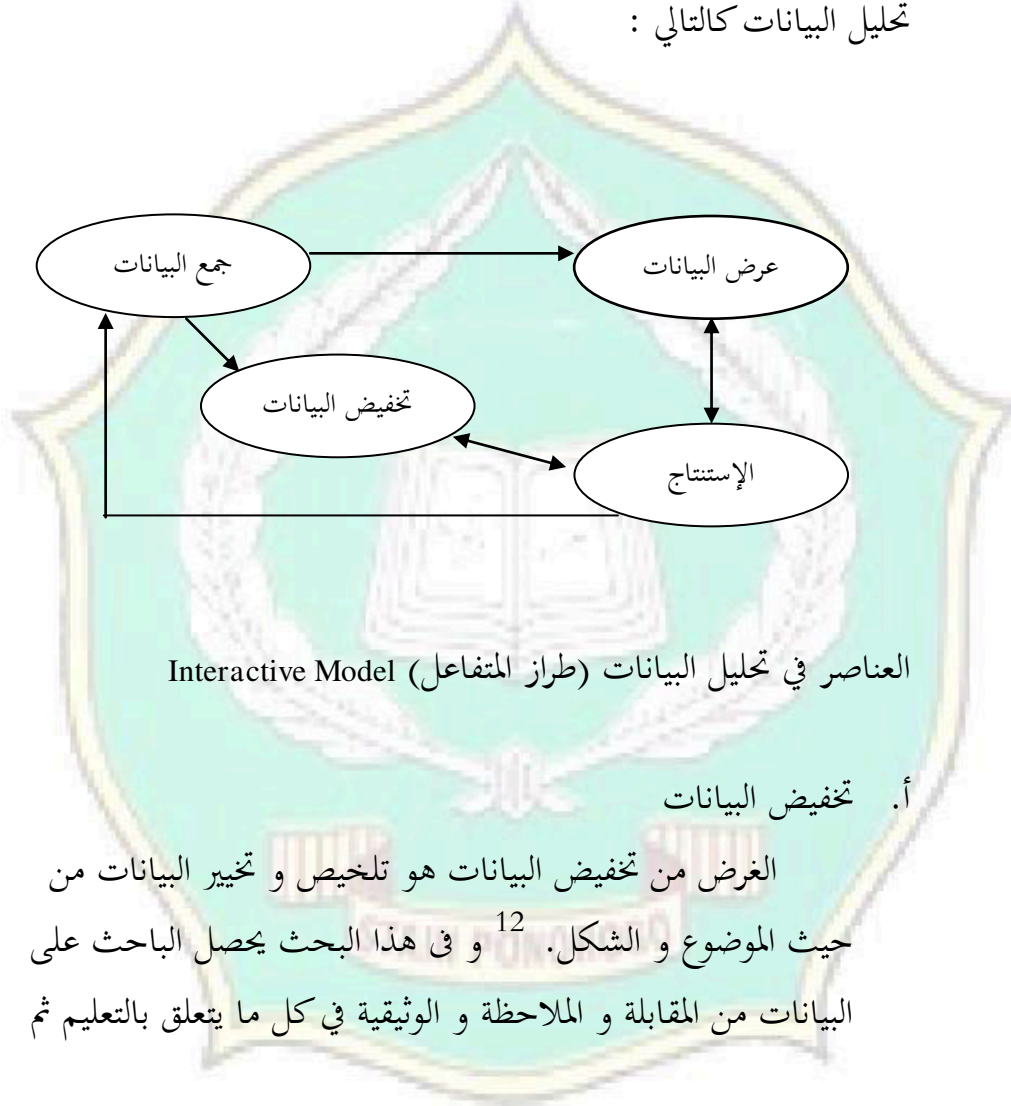 تحليل البيانات كالتالي :
جمع البيانات
عرض البيانات
تخفيض البيانات
الإستنتاج
العناصر في تحليل البيانات (طراز المتفاعل) Interactive Model
أ. تخفيض البيانات
الغرض من تخفيض البيانات هو تلخيص و تخيير البيانات من
حيث الموضوع و الشكل. 12 و فى هذا البحث يحصل الباحث على
البيانات من المقابلة و الملاحظة و الوثيقية في كل ما يتعلق بالتعليم ثم